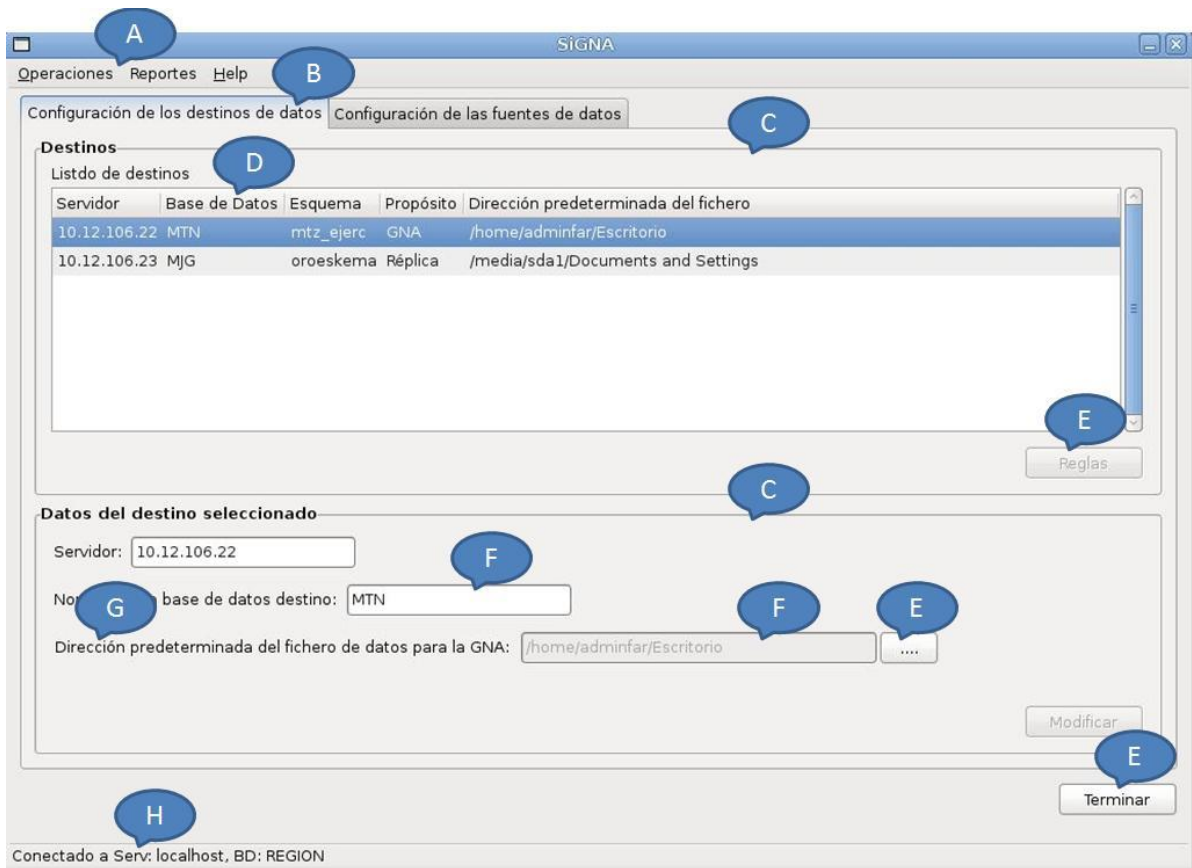 A
SiGNA
Operaciones Reportes Help
B
Configuración de los destinos de datos Configuración de las fuentes de datos
C
Destinos
D
Listdo de destinos
Servidor Base de Datos Esquema Propósito Dirección predeterminada del fichero
10.12.106.22 MTN mtz_ejerc GNA /home/adminfar/Escritorio
10.12.106.23 MJG oroeskema Réplica /media/sda1/Documents and Settings
E
Reglas
C
Datos del destino seleccionado
Servidor: 10.12.106.22
F
G base de datos destino: MTN
F E
Dirección predeterminada del fichero de datos para la GNA: /home/adminfar/Escritorio ....
Modificar
E
Terminar
H
Conectado a Serv: localhost, BD: REGION